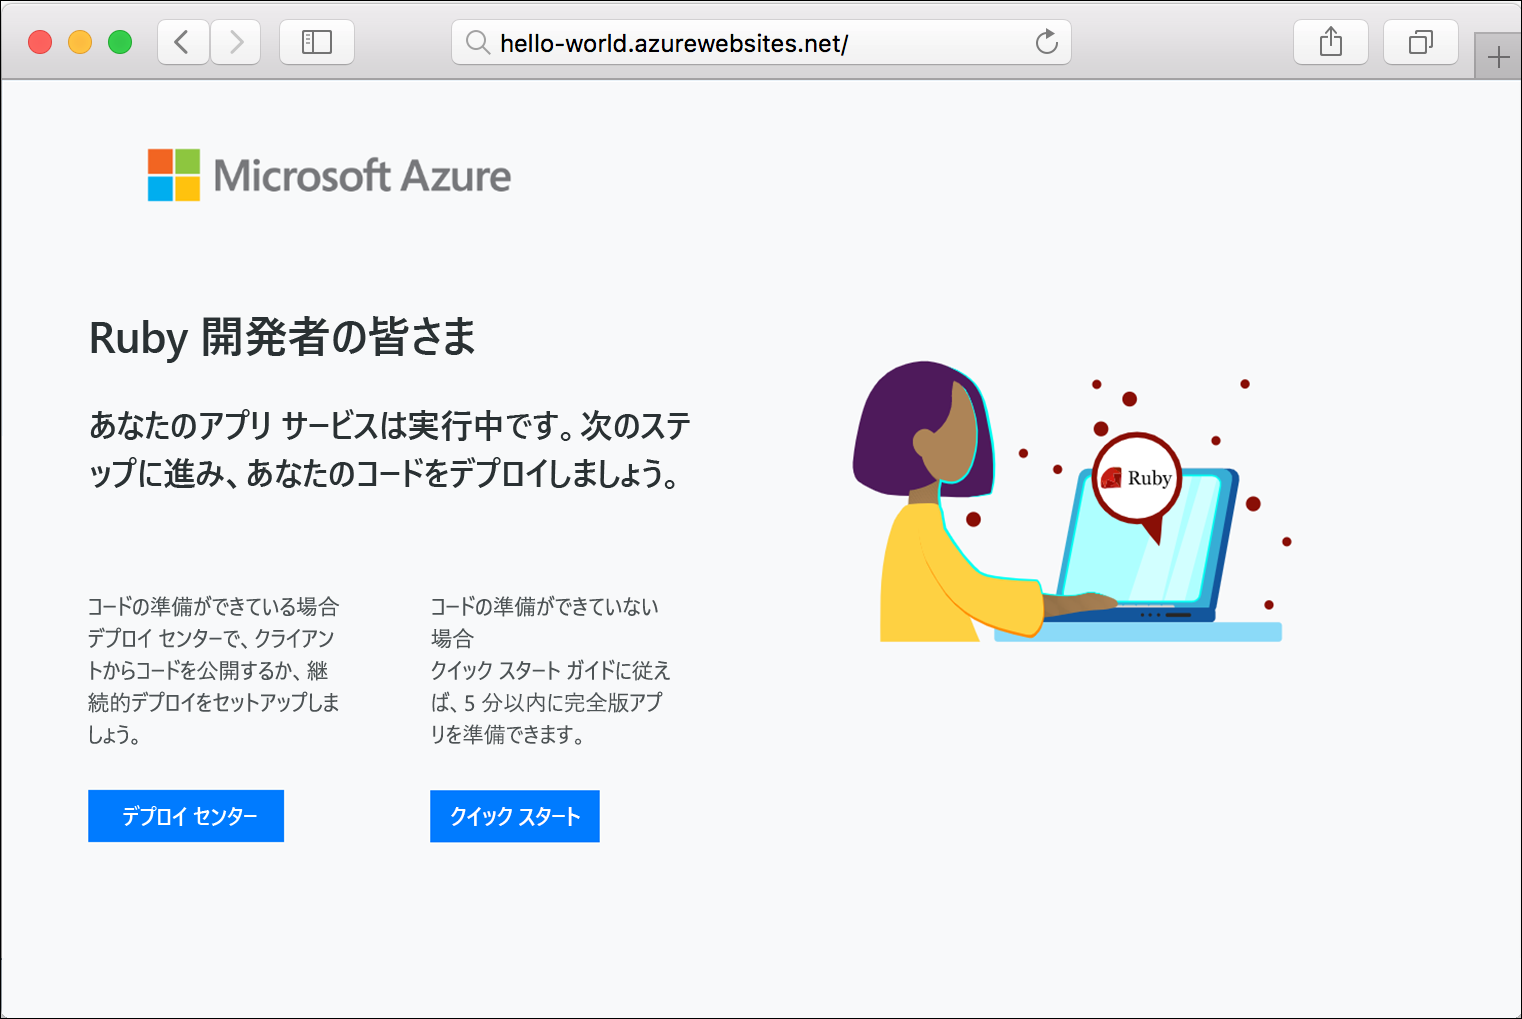 hello-world.azurewebsites.net/
Microsoft Azure
Ruby 開発者の皆さま
あなたのアプリ サービスは実行中です。次のステ
ップに進み、あなたのコードをデプロイしましょう。
Ruby
コードの準備ができている場合
デプロイ センターで、クライアン
トからコードを公開するか、継
続的デプロイをセットアップしま
しょう。
デプロイ センター
コードの準備ができていない
場合
クイック スタート ガイドに従え
ば、5 分以内に完全版アプ
リを準備できます。
クイック スタート